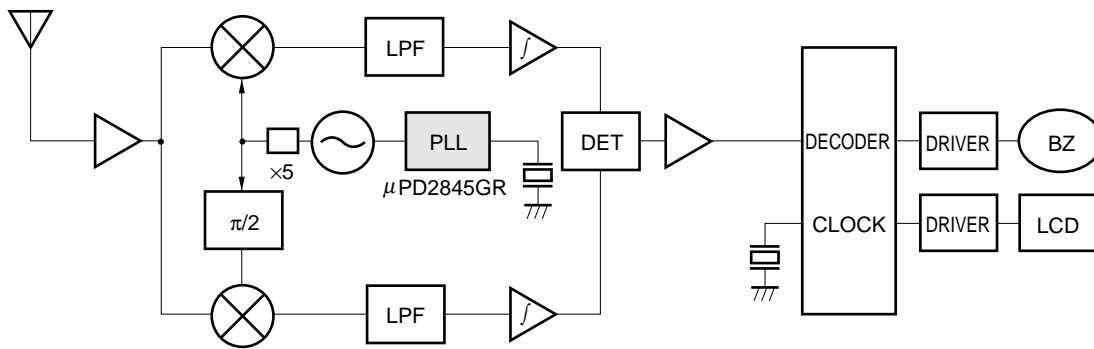 LPF
∫
×5
PLL
μPD2845GR
DET
DECODER
DRIVER
BZ
π/2
CLOCK
DRIVER
LCD
LPF
∫